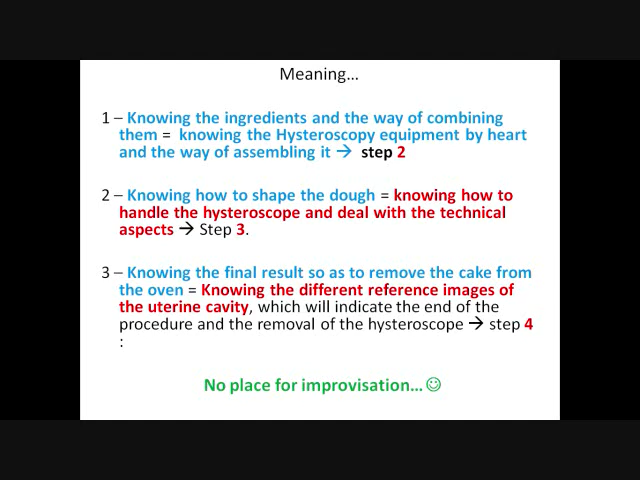 Meaning...
1 – Knowing the ingredients and the way of combining
them = knowing the Hysteroscopy equipment by heart
and the way of assembling it → step 2
2 – Knowing how to shape the dough = knowing how to
handle the hysteroscope and deal with the technical
aspects → Step 3.
3 – Knowing the final result so as to remove the cake from
the oven = Knowing the different reference images of
the uterine cavity, which will indicate the end of the
procedure and the removal of the hysteroscope → step 4
:
No place for improvisation... ☺